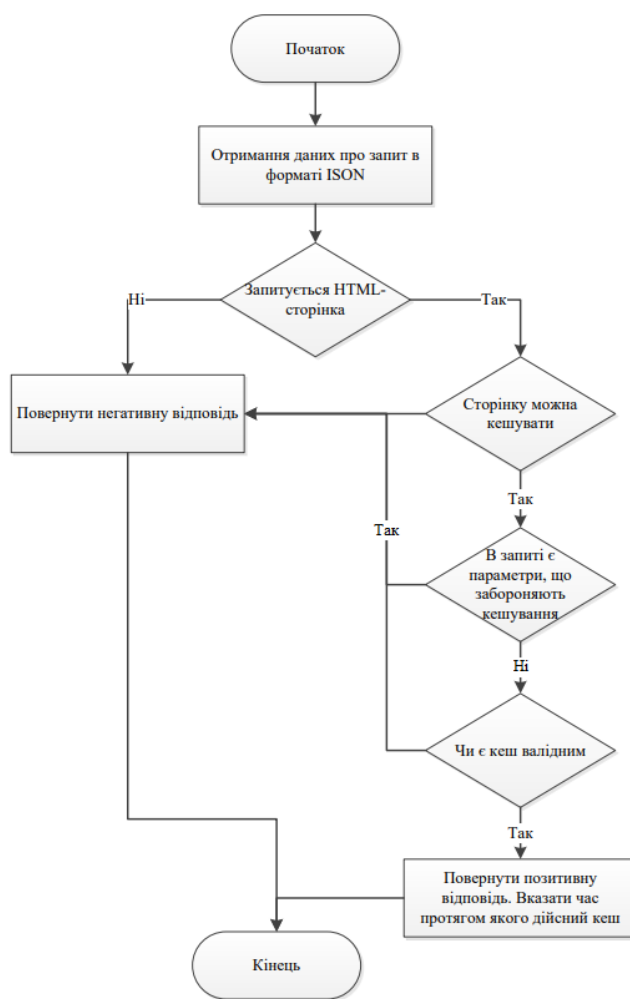 Початок
Отримання даних про запит в
форматі ISON
Запитується HTML-
сторінка
Ні
Так
Повернути негативну відповідь
Сторінку можна
кешувати
Так
Так
В запиті є
параметри, що
забороняють
кешування
Ні
Чи є кеш валідним
Так
Повернути позитивну
відповідь. Вказати час
протягом якого дійсний кеш
Кінець